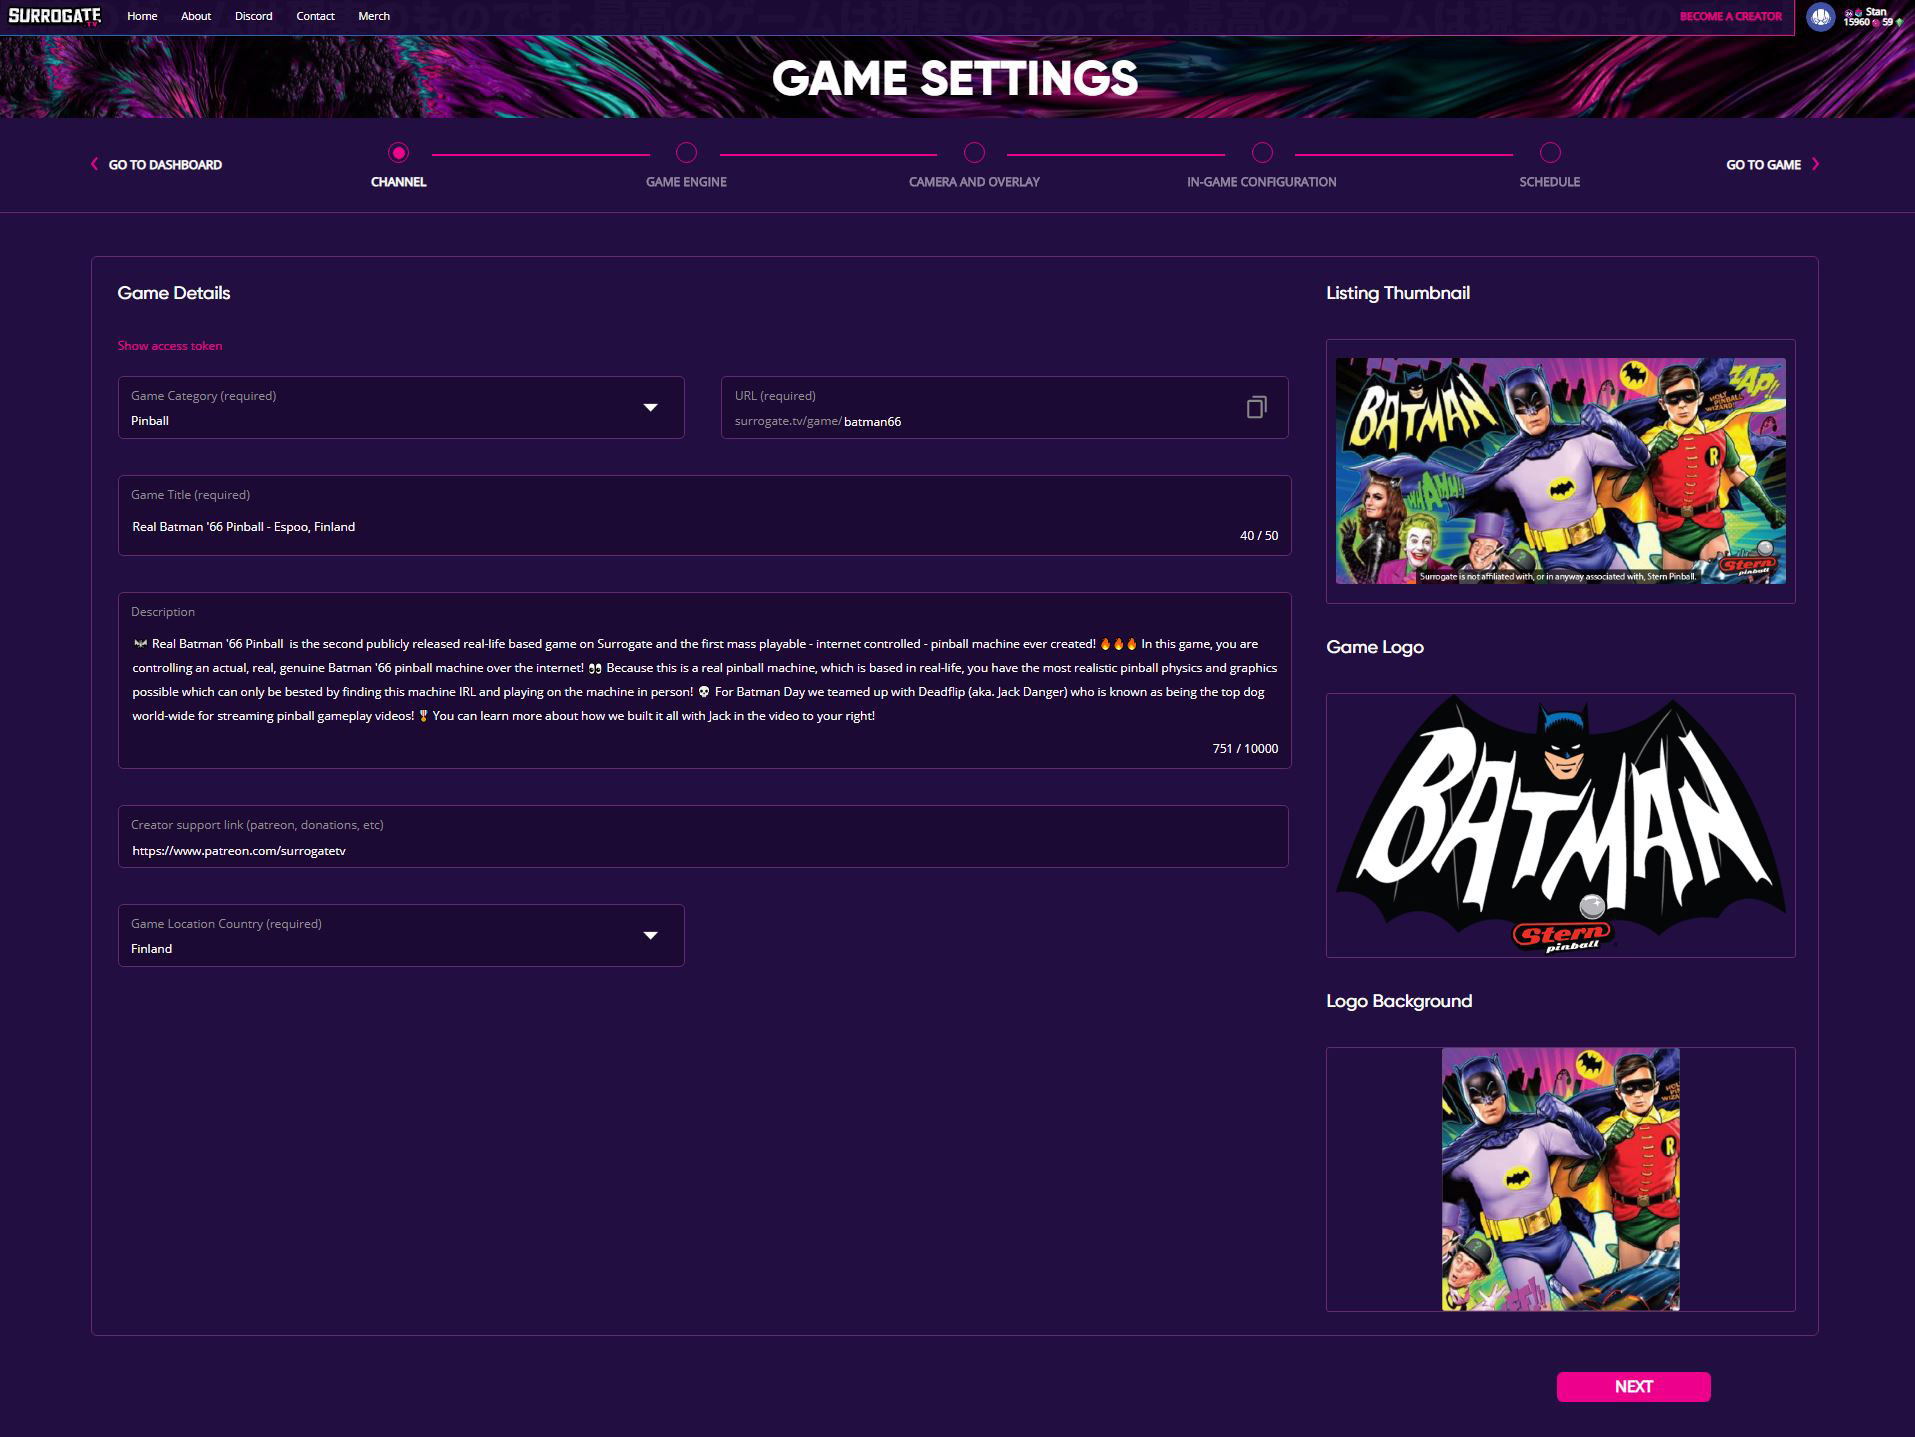 SURROGATE.TV
Home
About
Discord
Contact
Merch
BECOME A CREATOR
Stan
15960
59
GAME SETTINGS
GO TO DASHBOARD
CHANNEL
GAME ENGINE
CAMERA AND OVERLAY
IN-GAME CONFIGURATION
SCHEDULE
GO TO GAME
Game Details
Show access token
Game Category (required)
Pinball
URL (required)
surrogate.tv/game/batman66
Game Title (required)
Real Batman '66 Pinball - Espoo, Finland
40 / 50
Description
🦇 Real Batman '66 Pinball is the second publicly released real-life based game on Surrogate and the first mass playable - internet controlled - pinball machine ever created! 🔥🔥🔥 In this game, you are
controlling an actual, real, genuine Batman '66 pinball machine over the internet! 👀 Because this is a real pinball machine, which is based in real-life, you have the most realistic pinball physics and graphics
possible which can only be bested by finding this machine IRL and playing on the machine in person! 💀 For Batman Day we teamed up with Deadflip (aka. Jack Danger) who is known as being the top dog
world-wide for streaming pinball gameplay videos! 🎖 You can learn more about how we built it all with Jack in the video to your right!
751 / 10000
Creator support link (patreon, donations, etc)
https://www.patreon.com/surrogatetv
Game Location Country (required)
Finland
Listing Thumbnail
BATMAN
ZAP!!
HOLY
PINBALL
WIZARD!
WHAMM!!
R
?
Stern
pinball
Surrogate is not affiliated with, or in anyway associated with, Stern Pinball.
Game Logo
BATMAN
Stern
pinball
Logo Background
R
?
NEXT